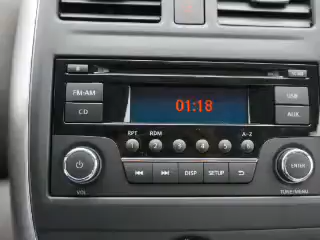 FM·AM
CD
01:18
USB
AUX
RPT RDM A-Z
1 2 3 4 5 6
DISP SETUP
VOL
ENTER
TUNE/MENU